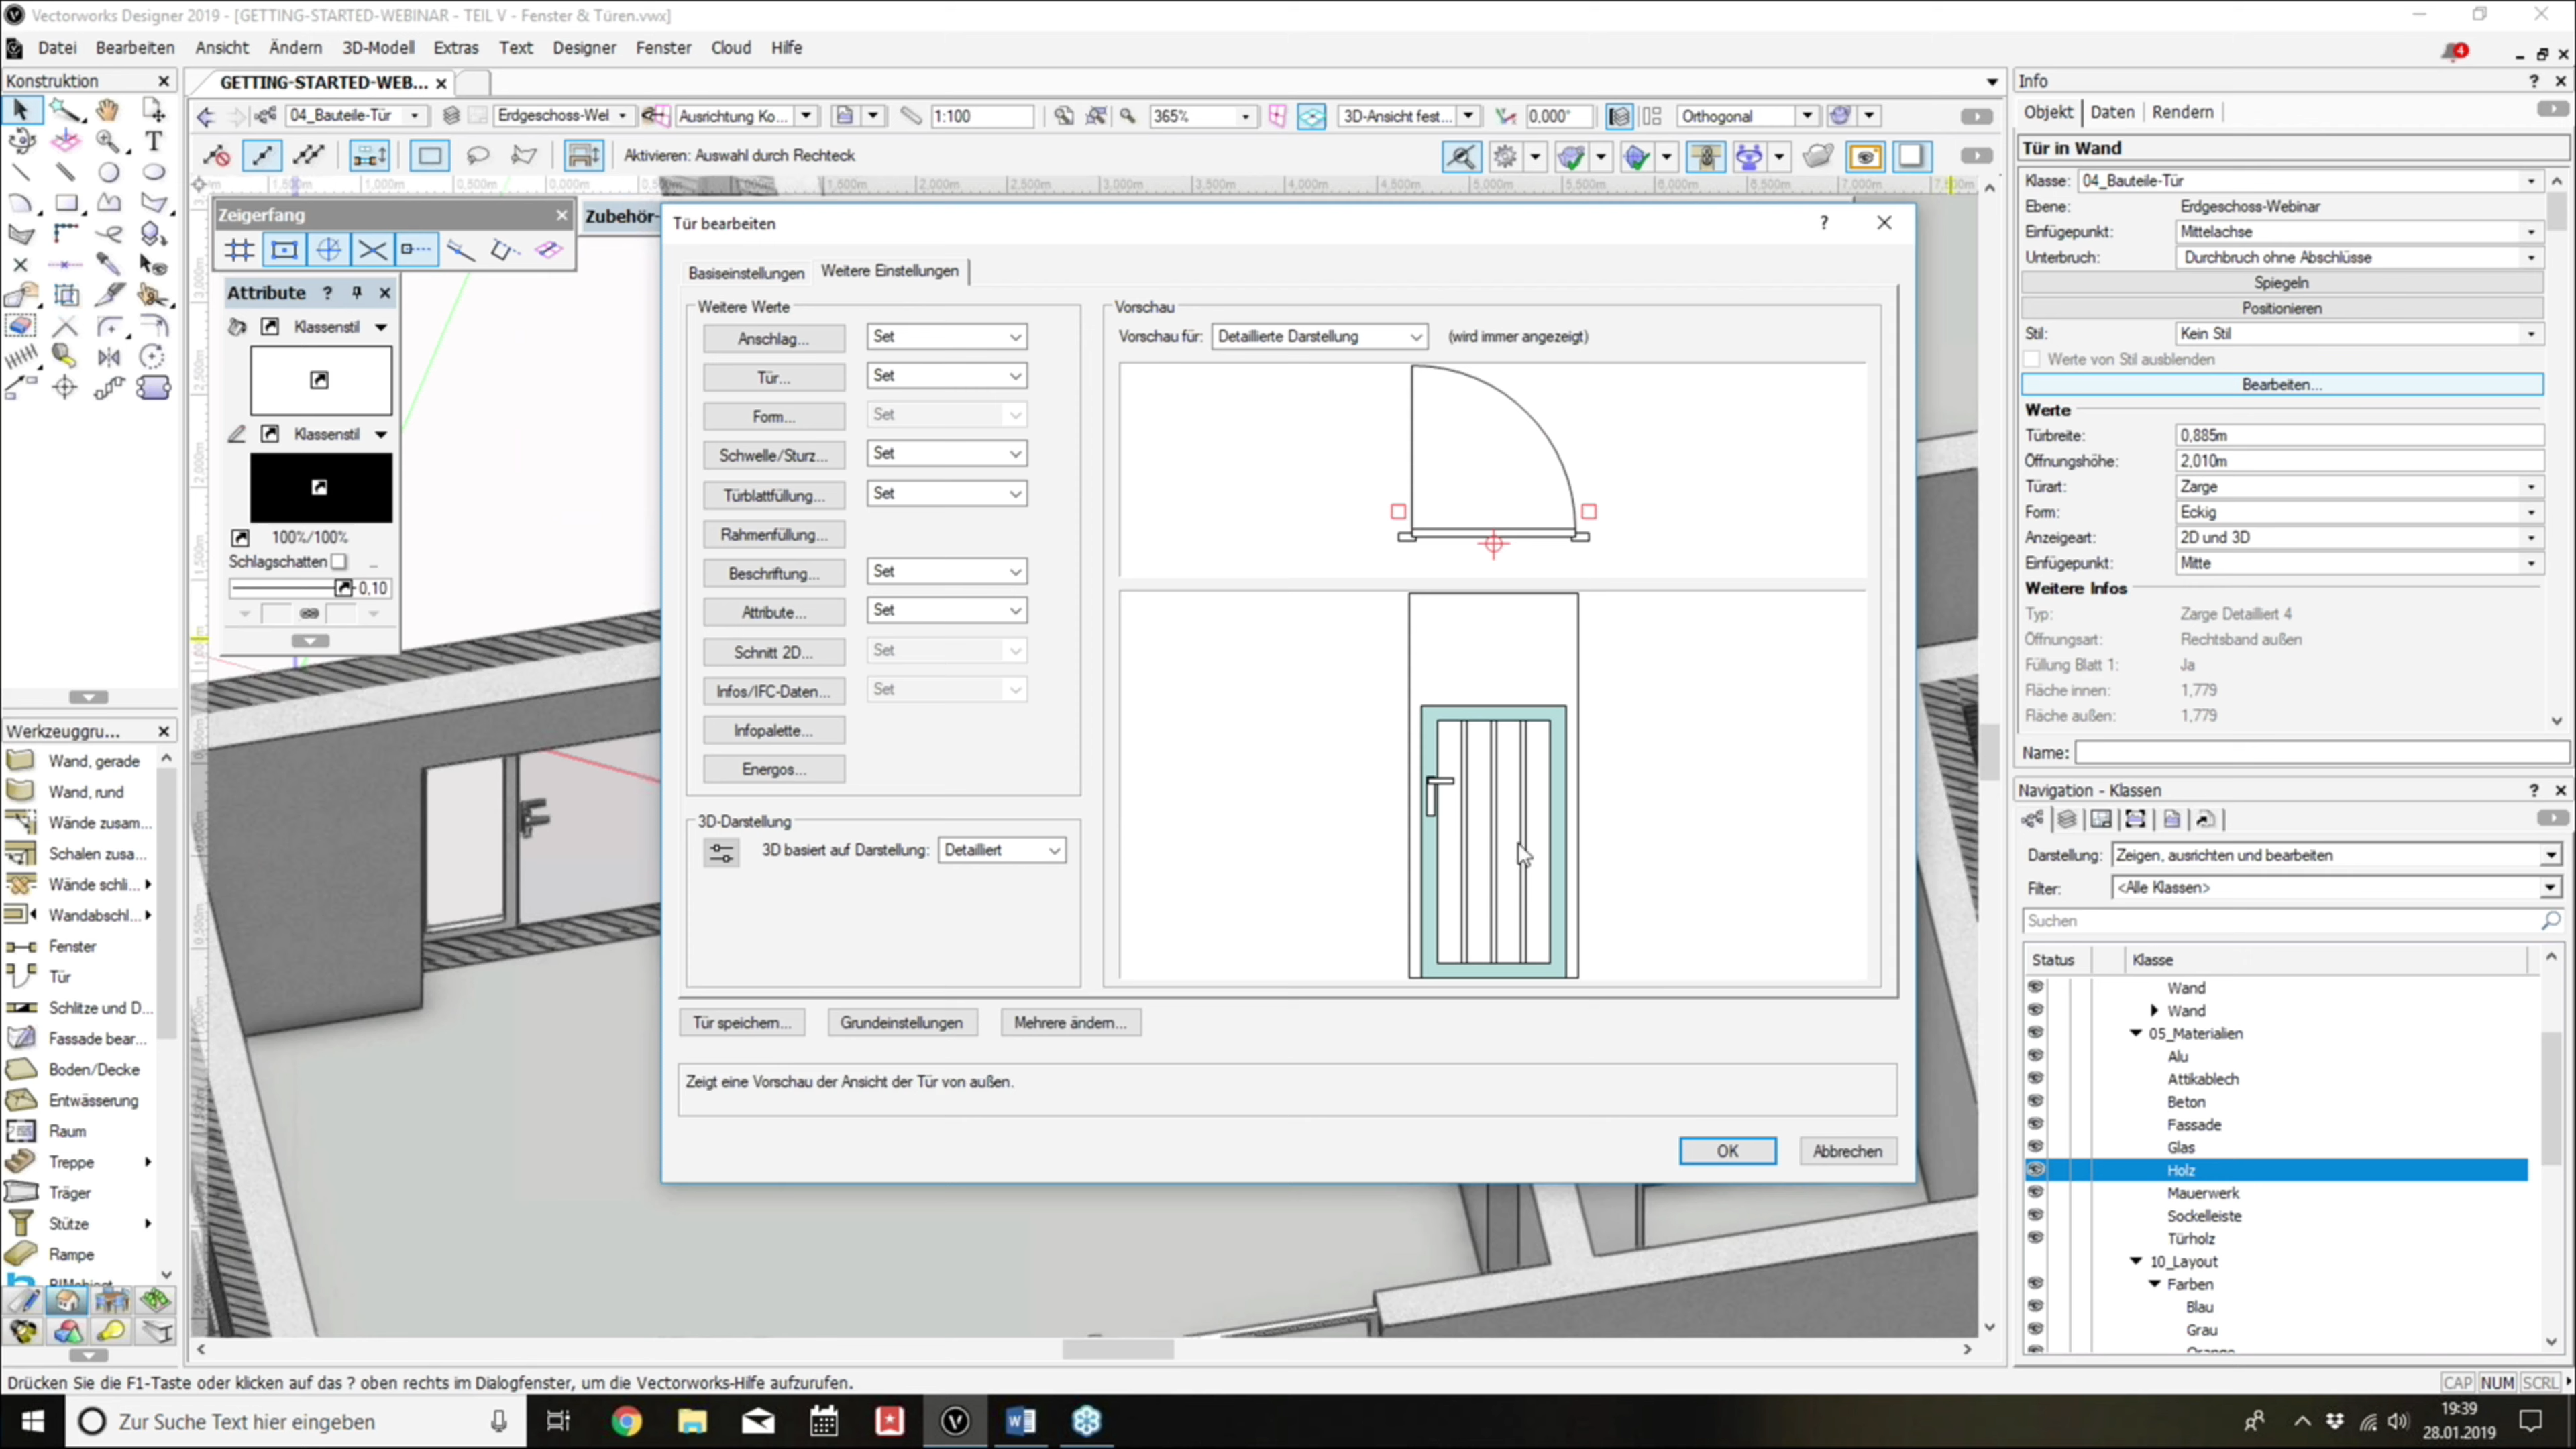 Vectorworks Designer 2019 - [GETTING-STARTED-WEBINAR - TEIL V - Fenster & Türen.vwx]
Datei Bearbeiten Ansicht Ändern 3D-Modell Extras Text Designer Fenster Cloud Hilfe
4
Konstruktion
GETTING-STARTED-WEB...
04_Bauteile-Tür
Erdgeschoss-Wel
Ausrichtung Ko...
1:100
365%
3D-Ansicht fest...
0,000°
Orthogonal
Aktivieren: Auswahl durch Rechteck
Zeigerfang
Zubehör-
Attribute ?
Klassenstil
Klassenstil
100%/100%
Schlagschatten
0,10
Werkzeuggru...
Wand, gerade
Wand, rund
Wände zusam...
Schalen zusa...
Wände schli...
Wandabschl...
Fenster
Tür
Schlitze und D...
Fassade bear...
Boden/Decke
Entwässerung
Raum
Treppe
Träger
Stütze
Rampe
BIMobject
Tür bearbeiten
?
Basiseinstellungen
Weitere Einstellungen
Weitere Werte
Anschlag... Set
Tür... Set
Form... Set
Schwelle/Sturz... Set
Türblattfüllung... Set
Rahmenfüllung...
Beschriftung... Set
Attribute... Set
Schnitt 2D... Set
Infos/IFC-Daten... Set
Infopalette...
Energos...
3D-Darstellung
3D basiert auf Darstellung: Detailliert
Vorschau
Vorschau für: Detaillierte Darstellung (wird immer angezeigt)
Tür speichern... Grundeinstellungen Mehrere ändern...
Zeigt eine Vorschau der Ansicht der Tür von außen.
OK Abbrechen
Info ?
Objekt Daten Rendern
Tür in Wand
Klasse: 04_Bauteile-Tür
Ebene: Erdgeschoss-Webinar
Einfügepunkt: Mittelachse
Unterbruch: Durchbruch ohne Abschlüsse
Spiegeln
Positionieren
Stil: Kein Stil
Werte von Stil ausblenden
Bearbeiten...
Werte
Türbreite: 0,885m
Öffnungshöhe: 2,010m
Türart: Zarge
Form: Eckig
Anzeigeart: 2D und 3D
Einfügepunkt: Mitte
Weitere Infos
Typ: Zarge Detailliert 4
Öffnungsart: Rechtsband außen
Füllung Blatt 1: Ja
Fläche innen: 1,779
Fläche außen: 1,779
Name:
Navigation - Klassen ?
Darstellung: Zeigen, ausrichten und bearbeiten
Filter: <Alle Klassen>
Suchen
Status Klasse
Wand
Wand
05_Materialien
Alu
Attikablech
Beton
Fassade
Glas
Holz
Mauerwerk
Sockelleiste
Türholz
10_Layout
Farben
Blau
Grau
Orange
Drücken Sie die F1-Taste oder klicken auf das ? oben rechts im Dialogfenster, um die Vectorworks-Hilfe aufzurufen.
CAP NUM SCRL
Zur Suche Text hier eingeben
19:39
28.01.2019